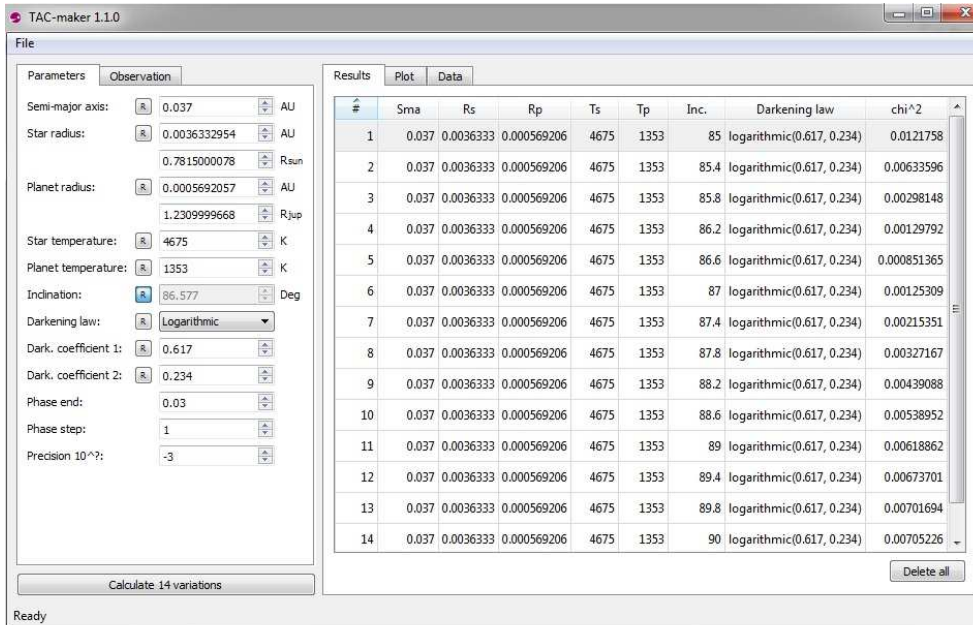 TAC-maker 1.1.0
File
Parameters Observation
Semi-major axis: R 0.037 AU
Star radius: R 0.0036332954 AU
0.7815000078 Rsun
Planet radius: R 0.0005692057 AU
1.2309999668 Rjup
Star temperature: R 4675 K
Planet temperature: R 1353 K
Inclination: R 86.577 Deg
Darkening law: R Logarithmic
Dark. coefficient 1: R 0.617
Dark. coefficient 2: R 0.234
Phase end: 0.03
Phase step: 1
Precision 10^?: -3
Calculate 14 variations
Ready
Results Plot Data
# Sma Rs Rp Ts Tp Inc. Darkening law chi^2
1 0.037 0.0036333 0.000569206 4675 1353 85 logarithmic(0.617, 0.234) 0.0121758
2 0.037 0.0036333 0.000569206 4675 1353 85.4 logarithmic(0.617, 0.234) 0.00633596
3 0.037 0.0036333 0.000569206 4675 1353 85.8 logarithmic(0.617, 0.234) 0.00298148
4 0.037 0.0036333 0.000569206 4675 1353 86.2 logarithmic(0.617, 0.234) 0.00129792
5 0.037 0.0036333 0.000569206 4675 1353 86.6 logarithmic(0.617, 0.234) 0.000851365
6 0.037 0.0036333 0.000569206 4675 1353 87 logarithmic(0.617, 0.234) 0.00125309
7 0.037 0.0036333 0.000569206 4675 1353 87.4 logarithmic(0.617, 0.234) 0.00215351
8 0.037 0.0036333 0.000569206 4675 1353 87.8 logarithmic(0.617, 0.234) 0.00327167
9 0.037 0.0036333 0.000569206 4675 1353 88.2 logarithmic(0.617, 0.234) 0.00439088
10 0.037 0.0036333 0.000569206 4675 1353 88.6 logarithmic(0.617, 0.234) 0.00538952
11 0.037 0.0036333 0.000569206 4675 1353 89 logarithmic(0.617, 0.234) 0.00618862
12 0.037 0.0036333 0.000569206 4675 1353 89.4 logarithmic(0.617, 0.234) 0.00673701
13 0.037 0.0036333 0.000569206 4675 1353 89.8 logarithmic(0.617, 0.234) 0.00701694
14 0.037 0.0036333 0.000569206 4675 1353 90 logarithmic(0.617, 0.234) 0.00705226
Delete all